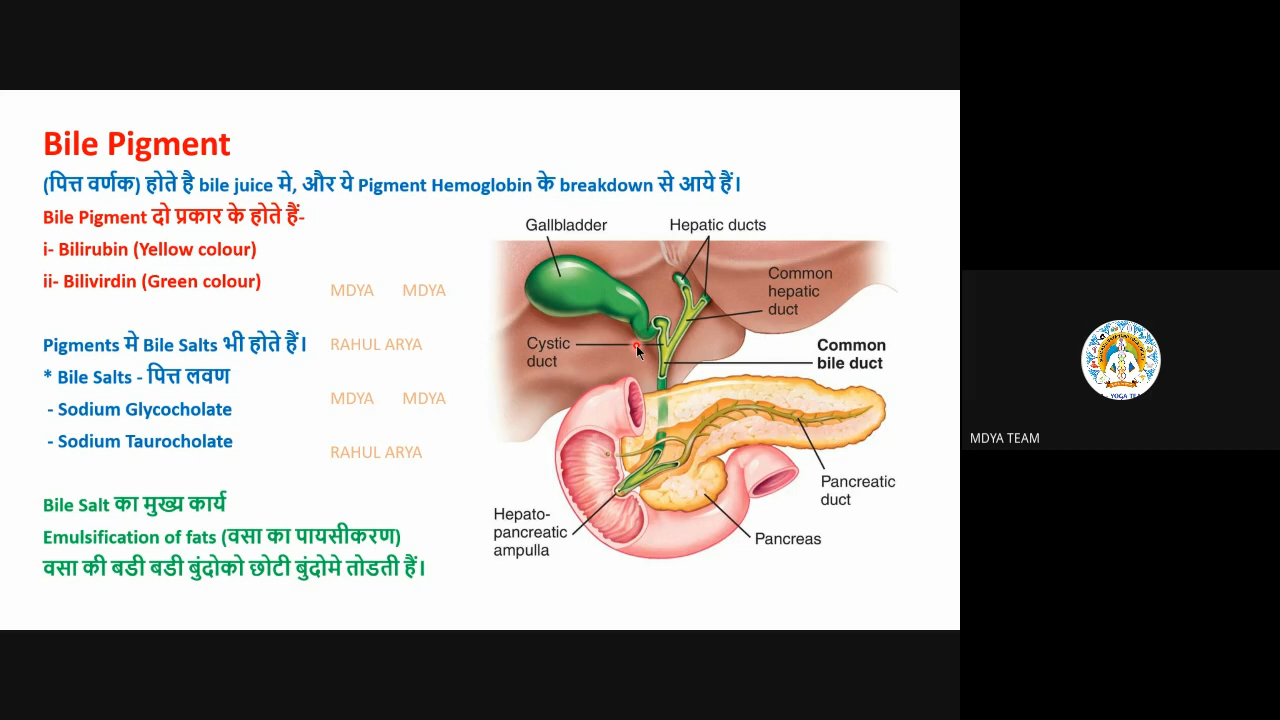 Bile Pigment
(पित्त वर्णक) होते है bile juice मे, और ये Pigment Hemoglobin के breakdown से आये हैं।
Bile Pigment दो प्रकार के होते हैं-
i- Bilirubin (Yellow colour)
ii- Bilivirdin (Green colour)
MDYA MDYA
Pigments मे Bile Salts भी होते हैं।
RAHUL ARYA
* Bile Salts - पित्त लवण
- Sodium Glycocholate
MDYA MDYA
- Sodium Taurocholate
RAHUL ARYA
Bile Salt का मुख्य कार्य
Emulsification of fats (वसा का पायसीकरण)
वसा की बडी बडी बुंदोको छोटी बुंदोमे तोडती हैं।
Gallbladder
Hepatic ducts
Common
hepatic
duct
Cystic
duct
Common
bile duct
Pancreatic
duct
Hepato-
pancreatic
ampulla
Pancreas
MDYA TEAM